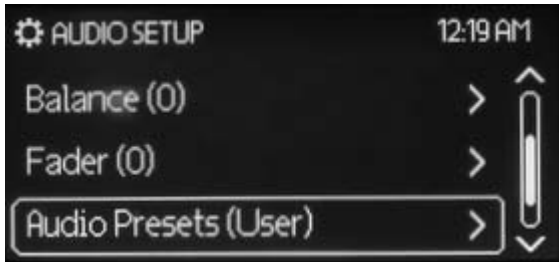 AUDIO SETUP 12:19 AM
Balance (0)
Fader (0)
Audio Presets (User)